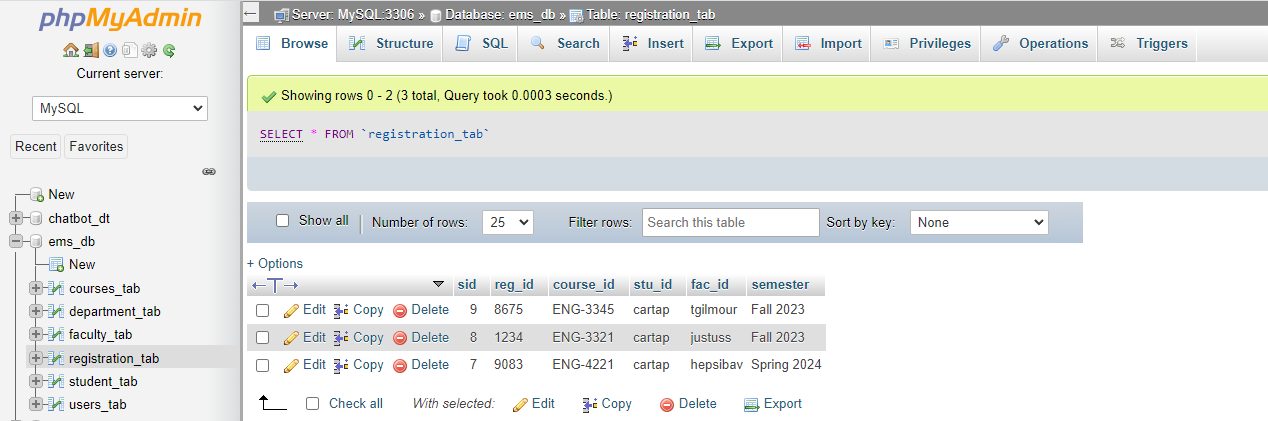 phpMyAdmin
Current server:
MySQL
Recent Favorites
New
chatbot_dt
ems_db
New
courses_tab
department_tab
faculty_tab
registration_tab
student_tab
users_tab
Server: MySQL:3306 » Database: ems_db » Table: registration_tab
Browse Structure SQL Search Insert Export Import Privileges Operations Triggers
Showing rows 0 - 2 (3 total, Query took 0.0003 seconds.)
SELECT * FROM `registration_tab`
Show all Number of rows: 25 Filter rows: Search this table Sort by key: None
+ Options
←T→ sid reg_id course_id stu_id fac_id semester
Edit Copy Delete 9 8675 ENG-3345 cartap tgilmour Fall 2023
Edit Copy Delete 8 1234 ENG-3321 cartap justuss Fall 2023
Edit Copy Delete 7 9083 ENG-4221 cartap hepsibav Spring 2024
Check all With selected: Edit Copy Delete Export